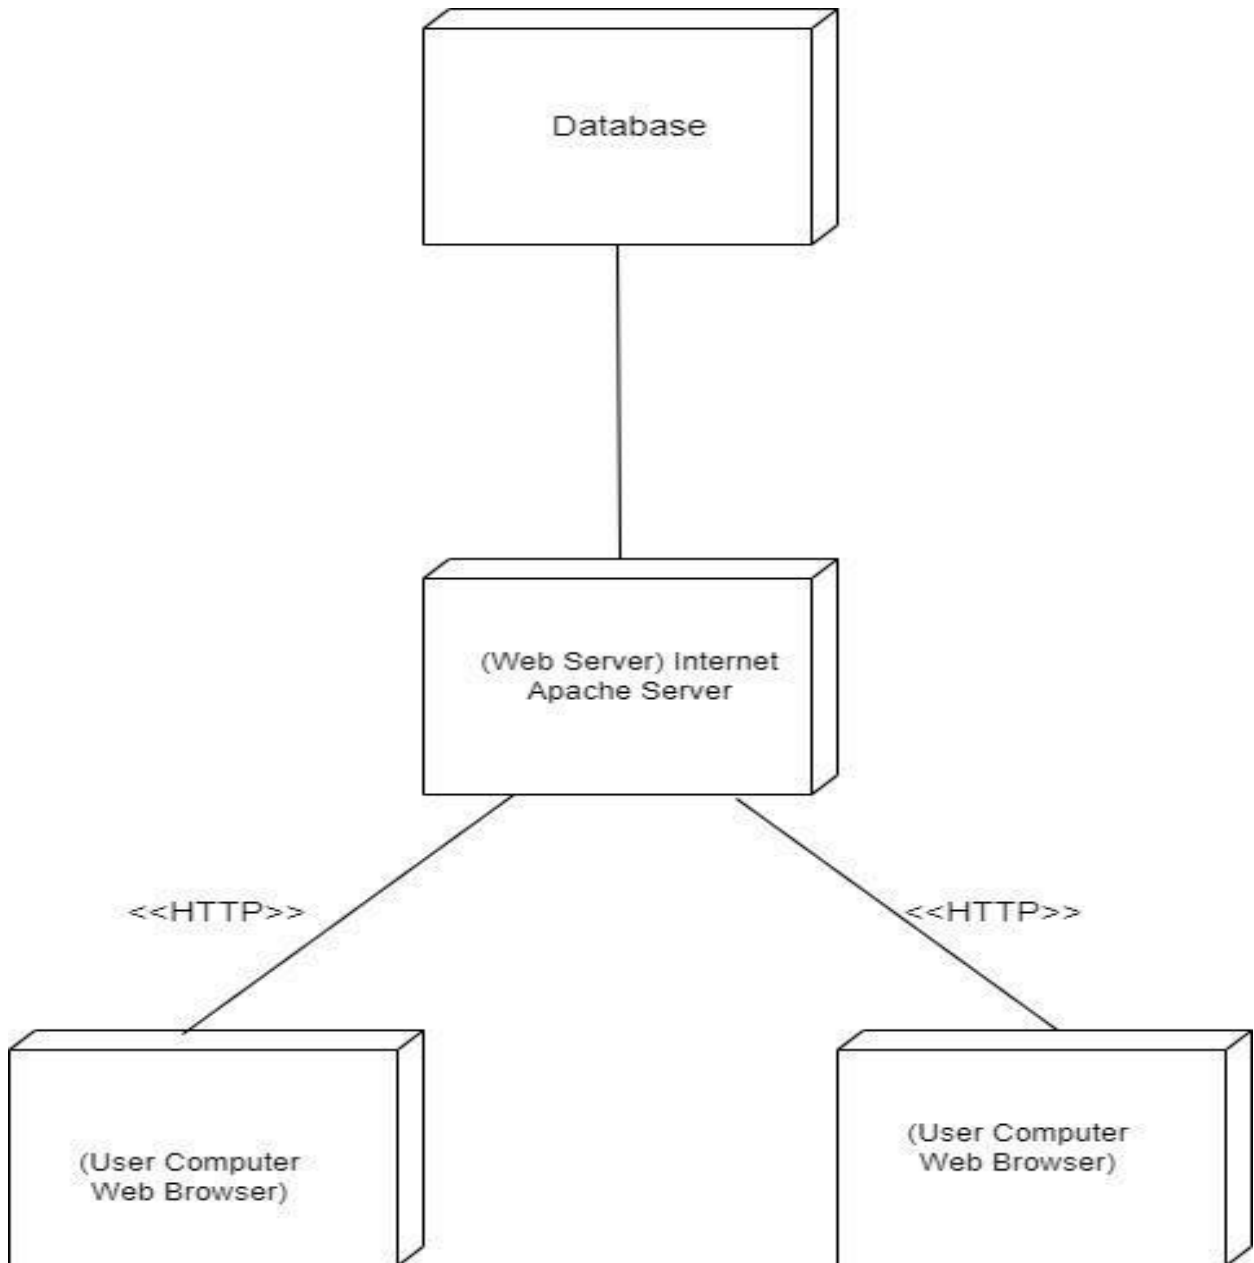 Database
(Web Server) Internet
Apache Server
<<HTTP>>
<<HTTP>>
(User Computer
Web Browser)
(User Computer
Web Browser)